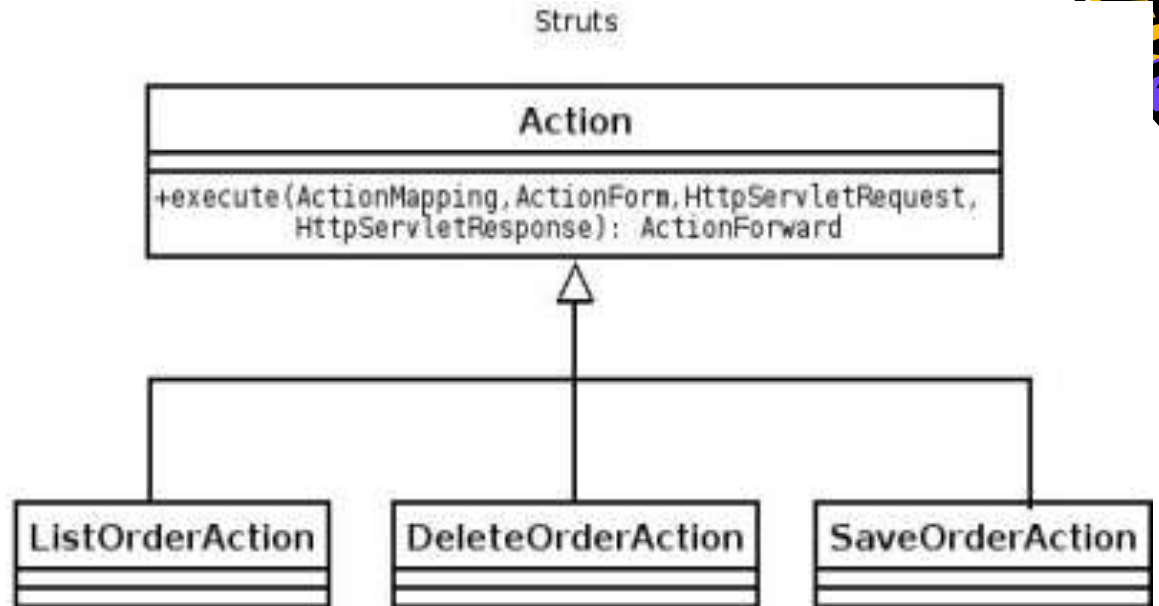 Struts
Action
+execute(ActionMapping,ActionForm,HttpServletRequest,
HttpServletResponse): ActionForward
ListOrderAction
DeleteOrderAction
SaveOrderAction